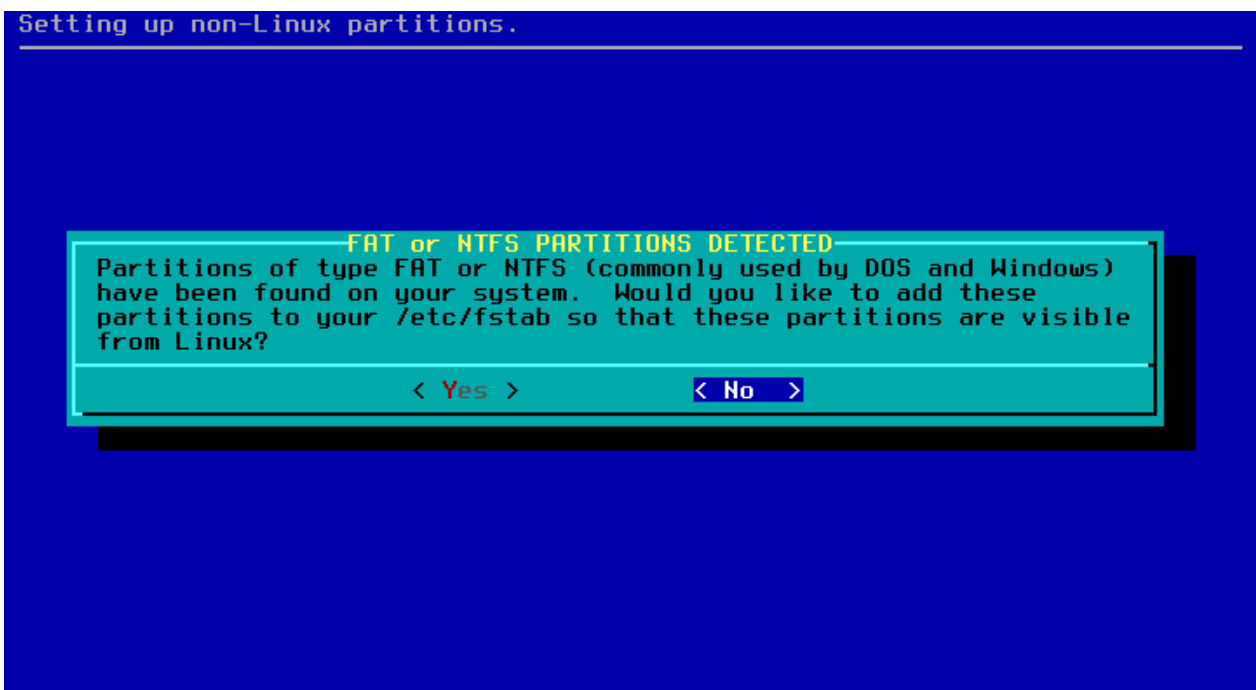 Setting up non-Linux partitions.
FAT or NTFS PARTITIONS DETECTED
Partitions of type FAT or NTFS (commonly used by DOS and Windows)
have been found on your system.  Would you like to add these
partitions to your /etc/fstab so that these partitions are visible
from Linux?
< Yes > < No >